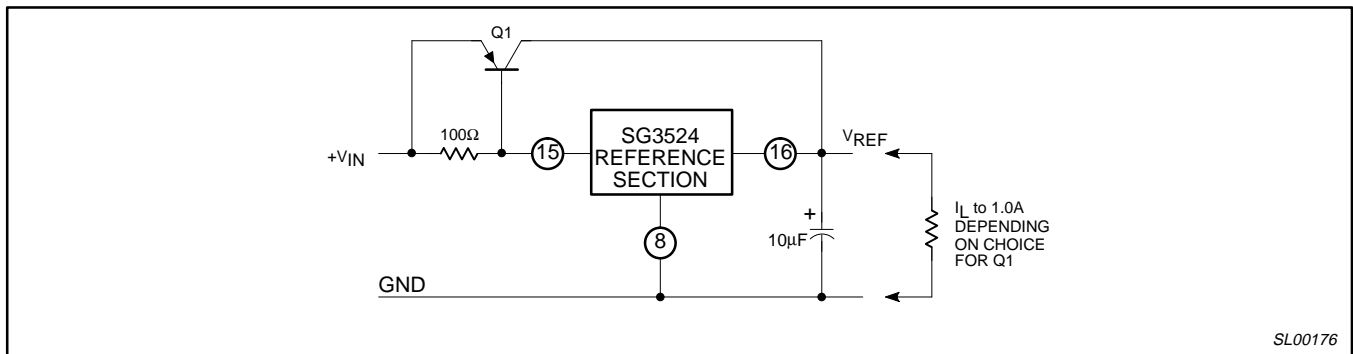 Q1
100Ω
+VIN
15
SG3524
REFERENCE
SECTION
16
VREF
8
+
10µF
IL to 1.0A
DEPENDING
ON CHOICE
FOR Q1
GND
SL00176